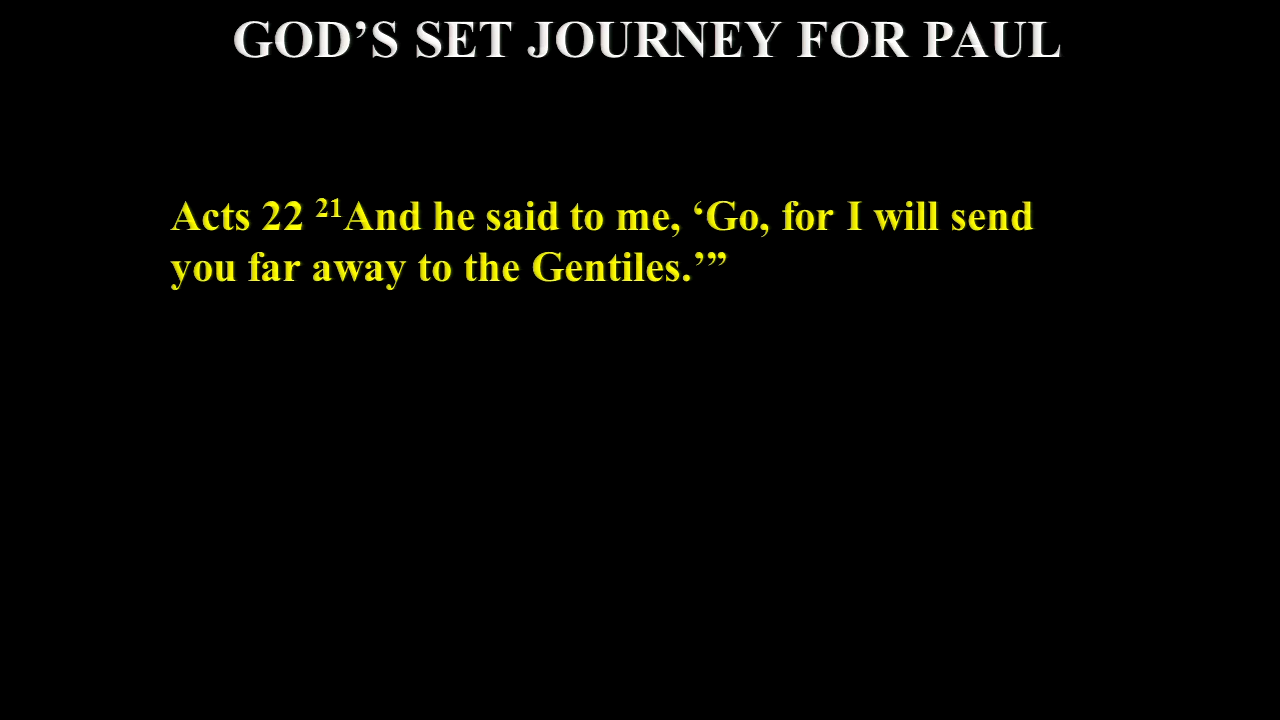 GOD’S SET JOURNEY FOR PAUL
Acts 22 21And he said to me, ‘Go, for I will send
you far away to the Gentiles.’”